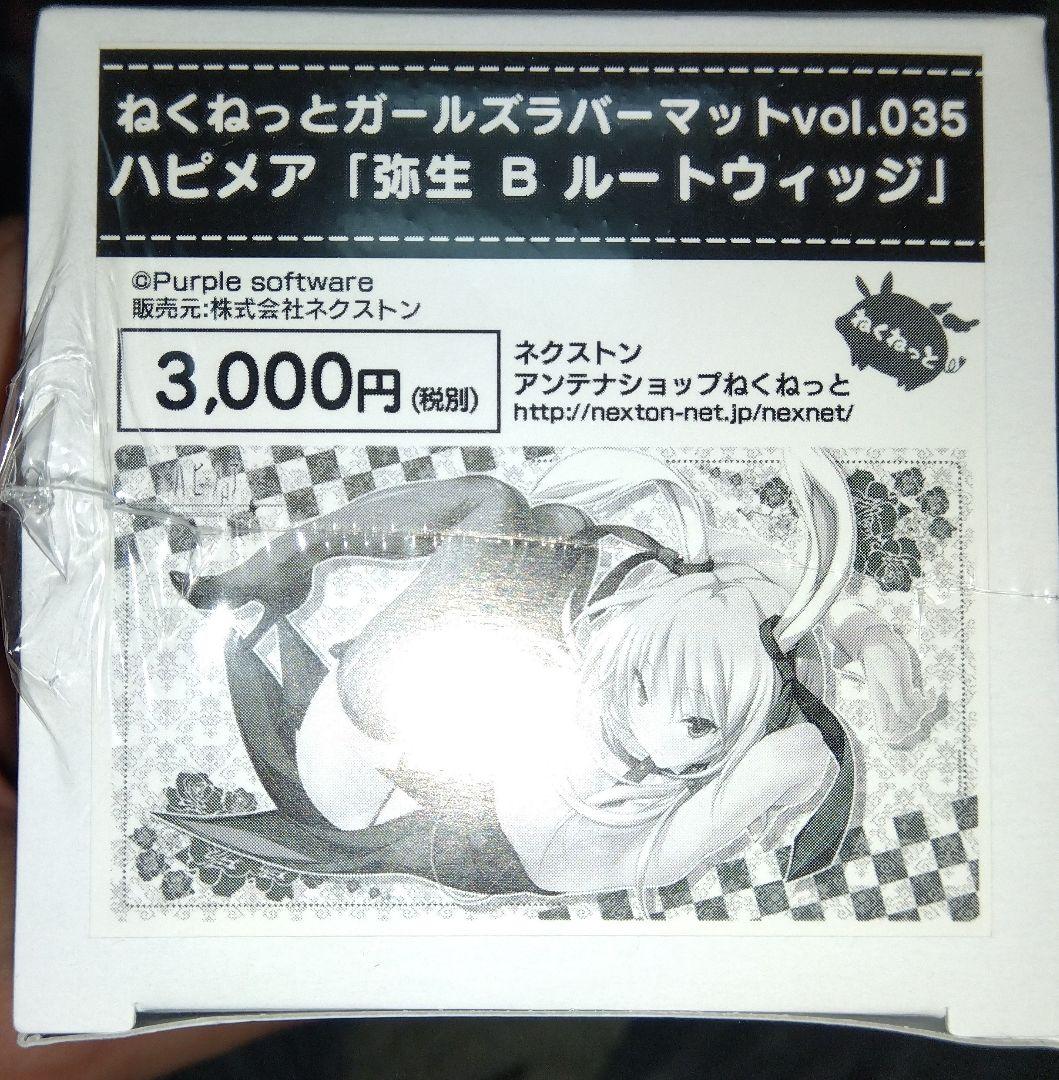 ねくねっとガールズラバーマットvol.035
ハピメア「弥生 B ルートウィッジ」
©Purple software
販売元:株式会社ネクストン
3,000円(税別)
ネクストン
アンテナショップねくねっと
http://nexton-net.jp/nexnet/
ねくねっと